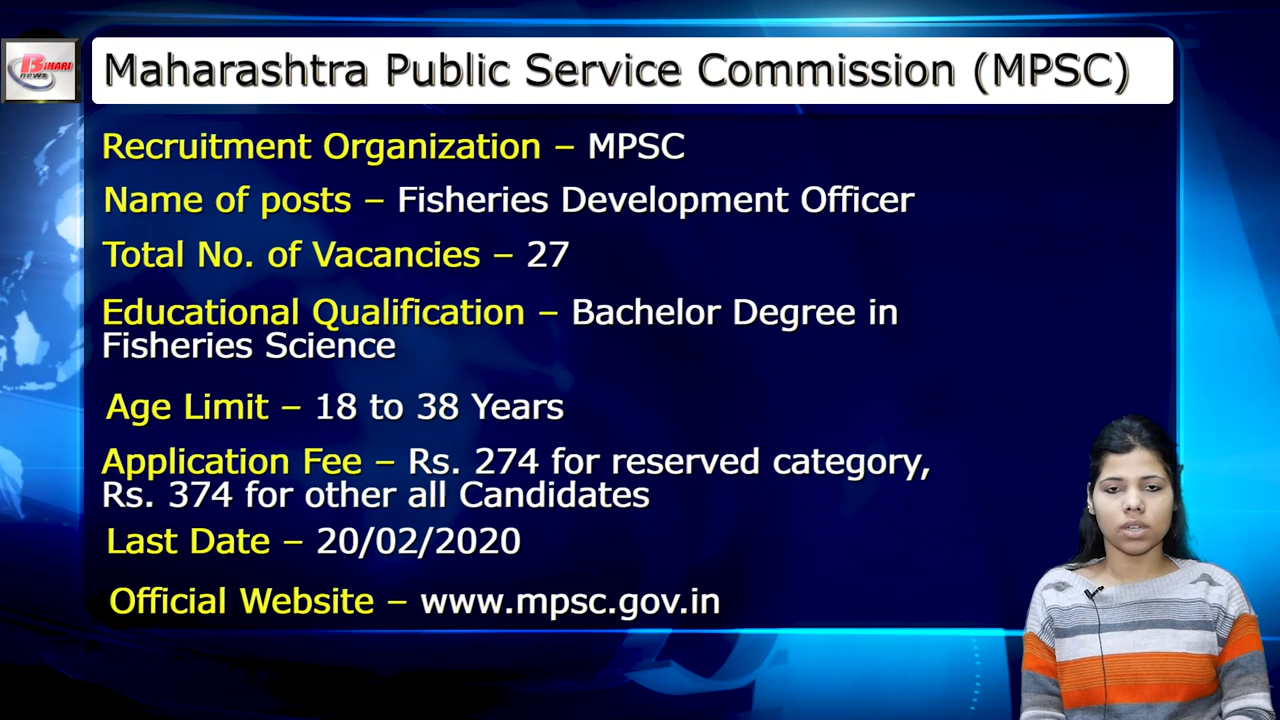 BIHARI
news
Maharashtra Public Service Commission (MPSC)
Recruitment Organization – MPSC
Name of posts – Fisheries Development Officer
Total No. of Vacancies – 27
Educational Qualification – Bachelor Degree in
Fisheries Science
Age Limit – 18 to 38 Years
Application Fee – Rs. 274 for reserved category,
Rs. 374 for other all Candidates
Last Date – 20/02/2020
Official Website – www.mpsc.gov.in